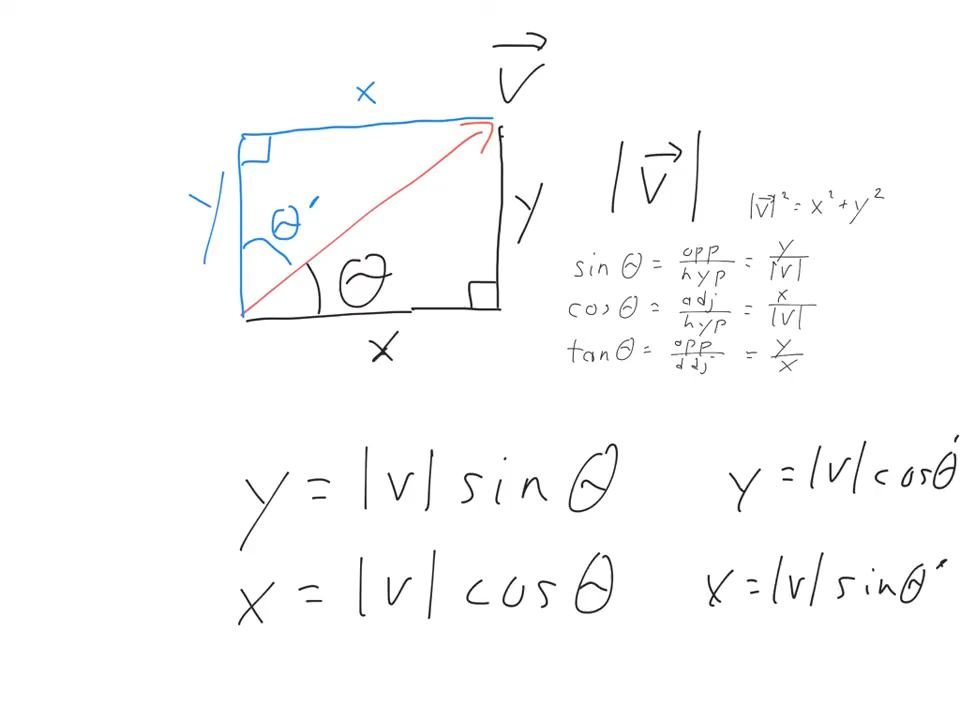 V⃗
x
y
θ'
θ
y
x
|V⃗|
|V⃗|² = x² + y²
sin θ = opp/hyp = y/|V|
cos θ = adj/hyp = x/|V|
tan θ = opp/adj = y/x
y = |V| sin θ
y = |V| cos θ'
x = |V| cos θ
x = |V| sin θ'